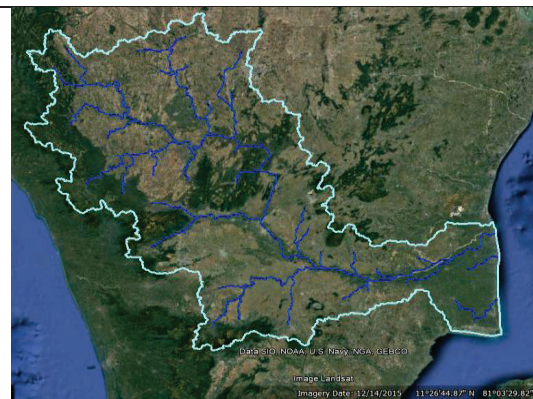 Data SIO, NOAA, U.S. Navy, NGA, GEBCO
Image Landsat
Imagery Date: 12/14/2015 11°26'44.87" N 81°03'29.82"